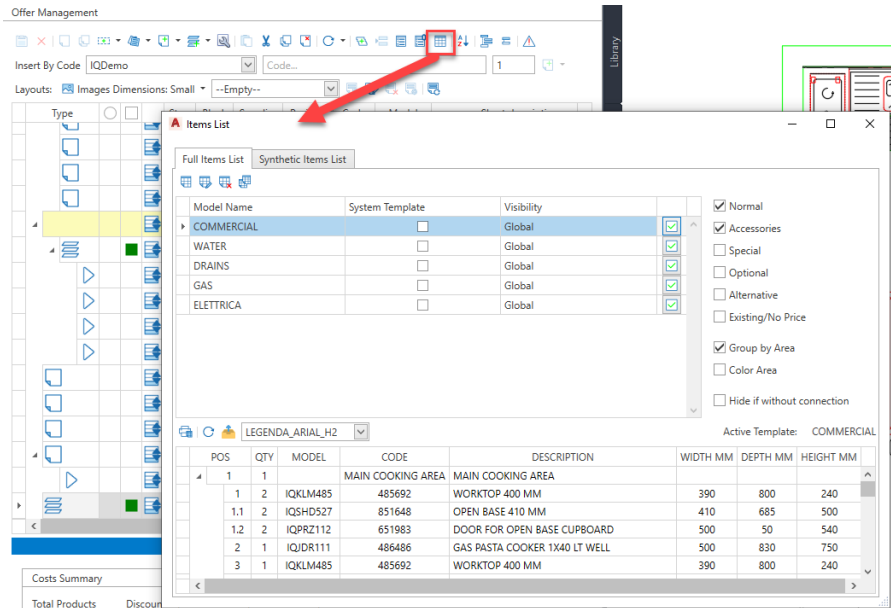 Offer Management
Insert By Code IQDemo Code... 1
Layouts: Images Dimensions: Small --Empty--
Type
Library
Items List
Full Items List Synthetic Items List
Model Name System Template Visibility
COMMERCIAL Global
WATER Global
DRAINS Global
GAS Global
ELETTRICA Global
Normal
Accessories
Special
Optional
Alternative
Existing/No Price
Group by Area
Color Area
Hide if without connection
LEGENDA_ARIAL_H2 Active Template: COMMERCIAL
POS QTY MODEL CODE DESCRIPTION WIDTH MM DEPTH MM HEIGHT MM
1 1 MAIN COOKING AREA MAIN COOKING AREA
1 2 IQKLM485 485692 WORKTOP 400 MM 390 800 240
1.1 2 IQSHD527 851648 OPEN BASE 410 MM 410 685 500
1.2 2 IQPRZ112 651983 DOOR FOR OPEN BASE CUPBOARD 500 50 540
2 1 IQJDR111 486486 GAS PASTA COOKER 1X40 LT WELL 500 830 750
3 1 IQKLM485 485692 WORKTOP 400 MM 390 800 240
Costs Summary
Total Products Discoun